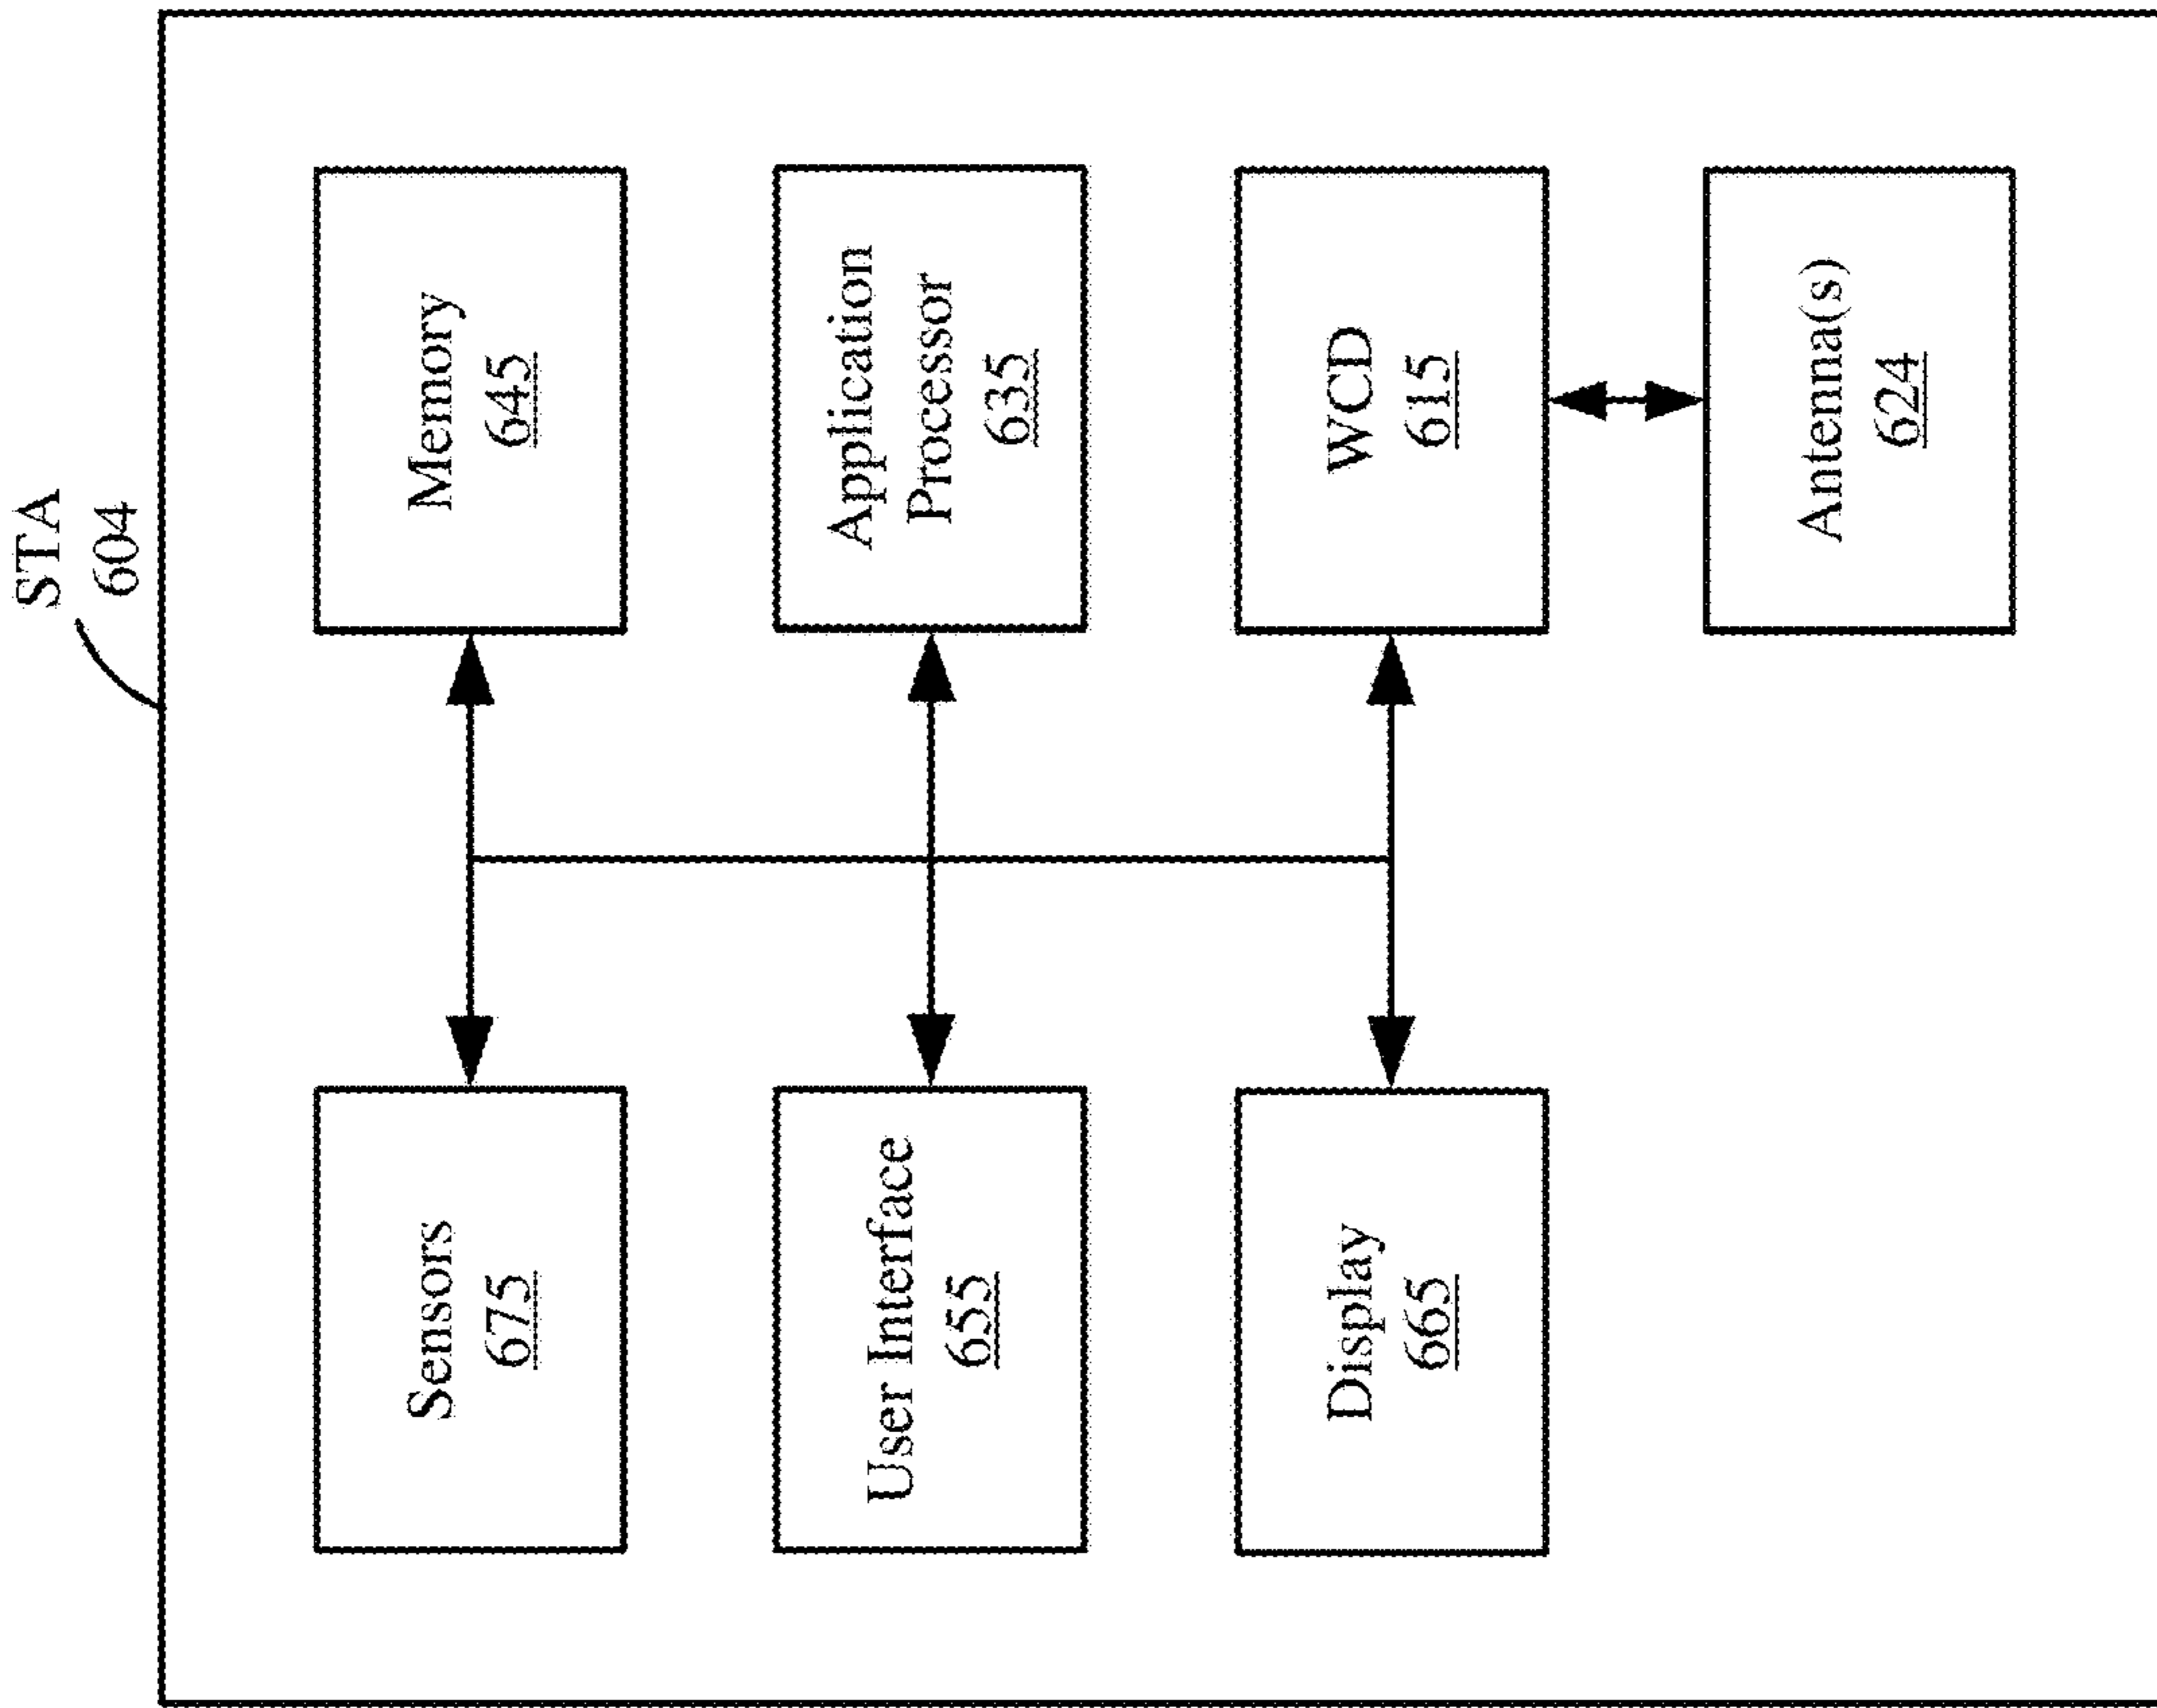 STA
604
Sensors
675
Memory
645
User Interface
655
Application
Processor
635
Display
665
WCD
615
Antenna(s)
624